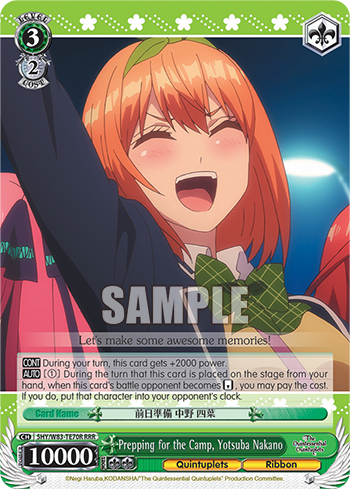 LEVEL
3
2
COST
SAMPLE
Let's make some awesome memories!
CONT During your turn, this card gets +2000 power.
AUTO [①] During the turn that this card is placed on the stage from your
hand, when this card's battle opponent becomes [ ], you may pay the cost.
If you do, put that character into your opponent's clock.
Card Name
前日準備 中野 四葉
CH 5HY/W83-TE70R RRR
Prepping for the Camp, Yotsuba Nakano
The Quintessential Quintuplets
10000
Quintuplets
Ribbon
©Negi Haruba,KODANSHA/"The Quintessential Quintuplets" Production Committee.